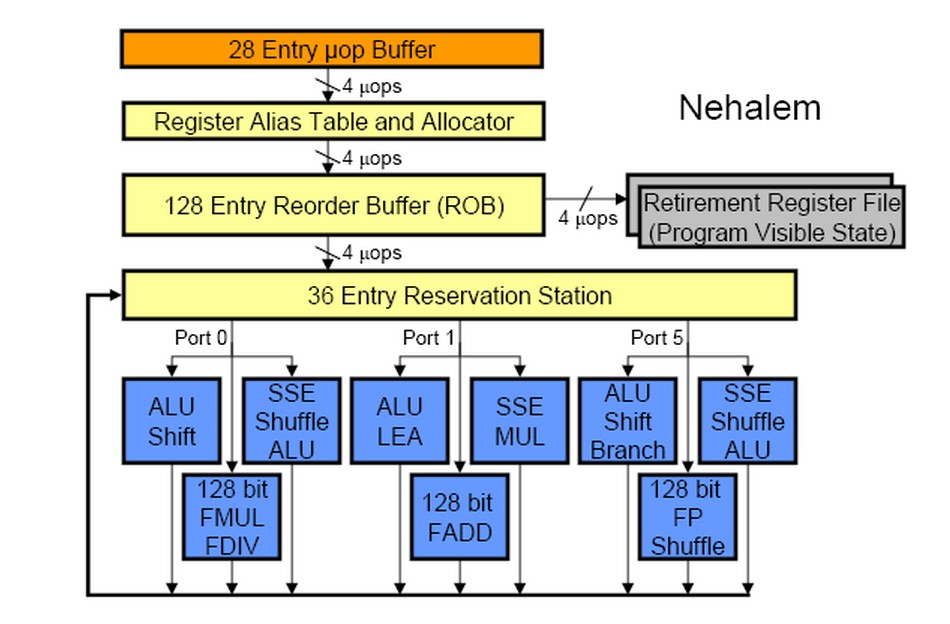 28 Entry µop Buffer
4 µops
Register Alias Table and Allocator
Nehalem
4 µops
128 Entry Reorder Buffer (ROB)
4 µops
Retirement Register File
(Program Visible State)
4 µops
36 Entry Reservation Station
Port 0
Port 1
Port 5
ALU
Shift
SSE
Shuffle
ALU
ALU
LEA
SSE
MUL
ALU
Shift
Branch
SSE
Shuffle
ALU
128 bit
FMUL
FDIV
128 bit
FADD
128 bit
FP
Shuffle